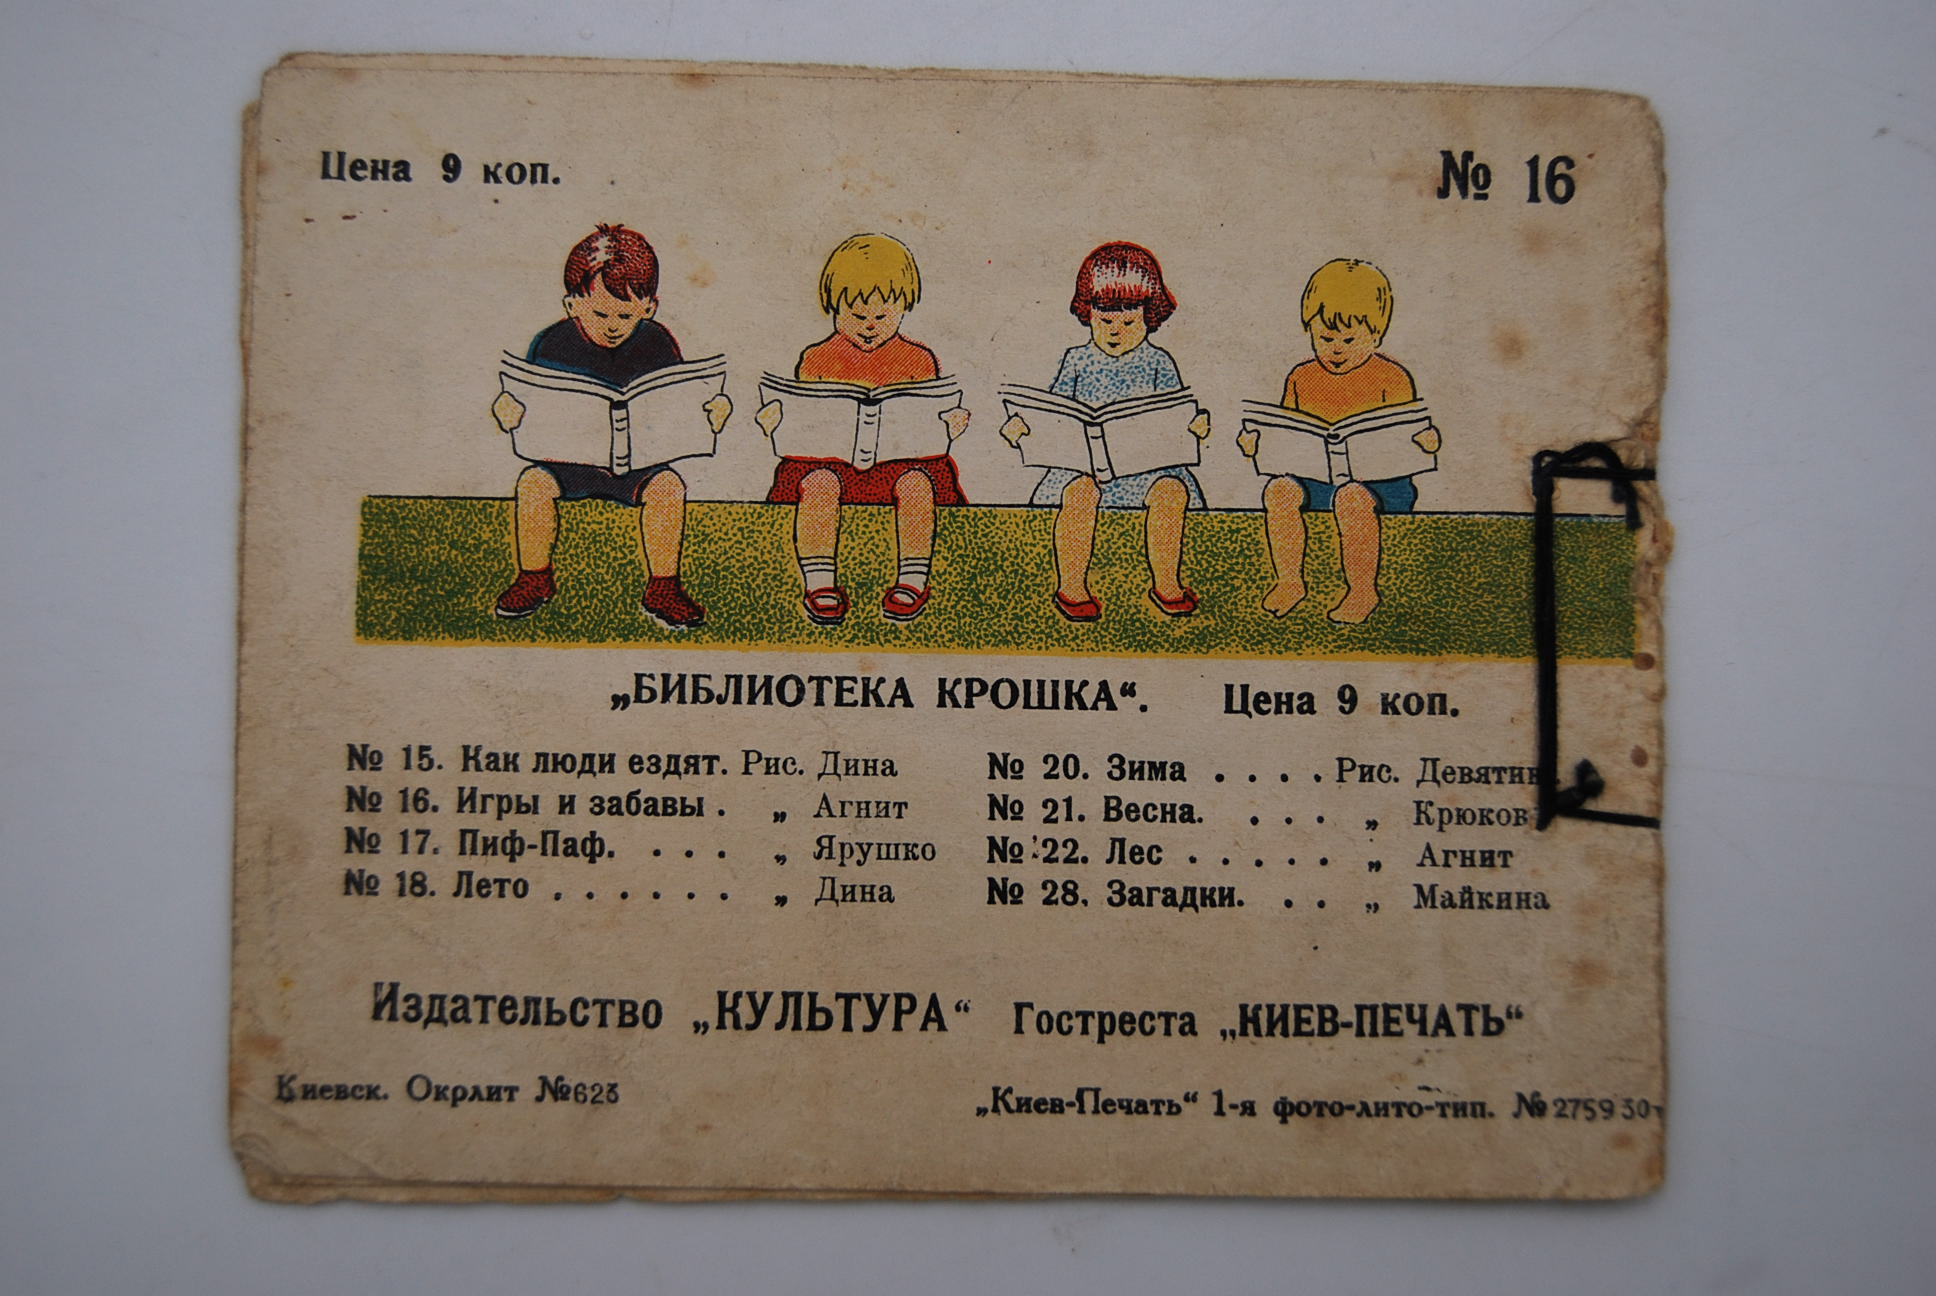 Цена 9 коп.
№ 16
„БИБЛИОТЕКА КРОШКА“. Цена 9 коп.
№ 15. Как люди ездят. Рис. Дина
№ 16. Игры и забавы . „ Агнит
№ 17. Пиф-Паф. . . . „ Ярушко
№ 18. Лето . . . . . . „ Дина
№ 20. Зима . . . . Рис.
№ 21. Весна. . . . „ Крюков
№ 22. Лес . . . . . „ Агнит
№ 28. Загадки. . . „ Майкина
Издательство „КУЛЬТУРА“ Гостреста „КИЕВ-ПЕЧАТЬ“
Киевск. Окрлит №623
„Киев-Печать“ 1-я фото-лито-тип. № 2759